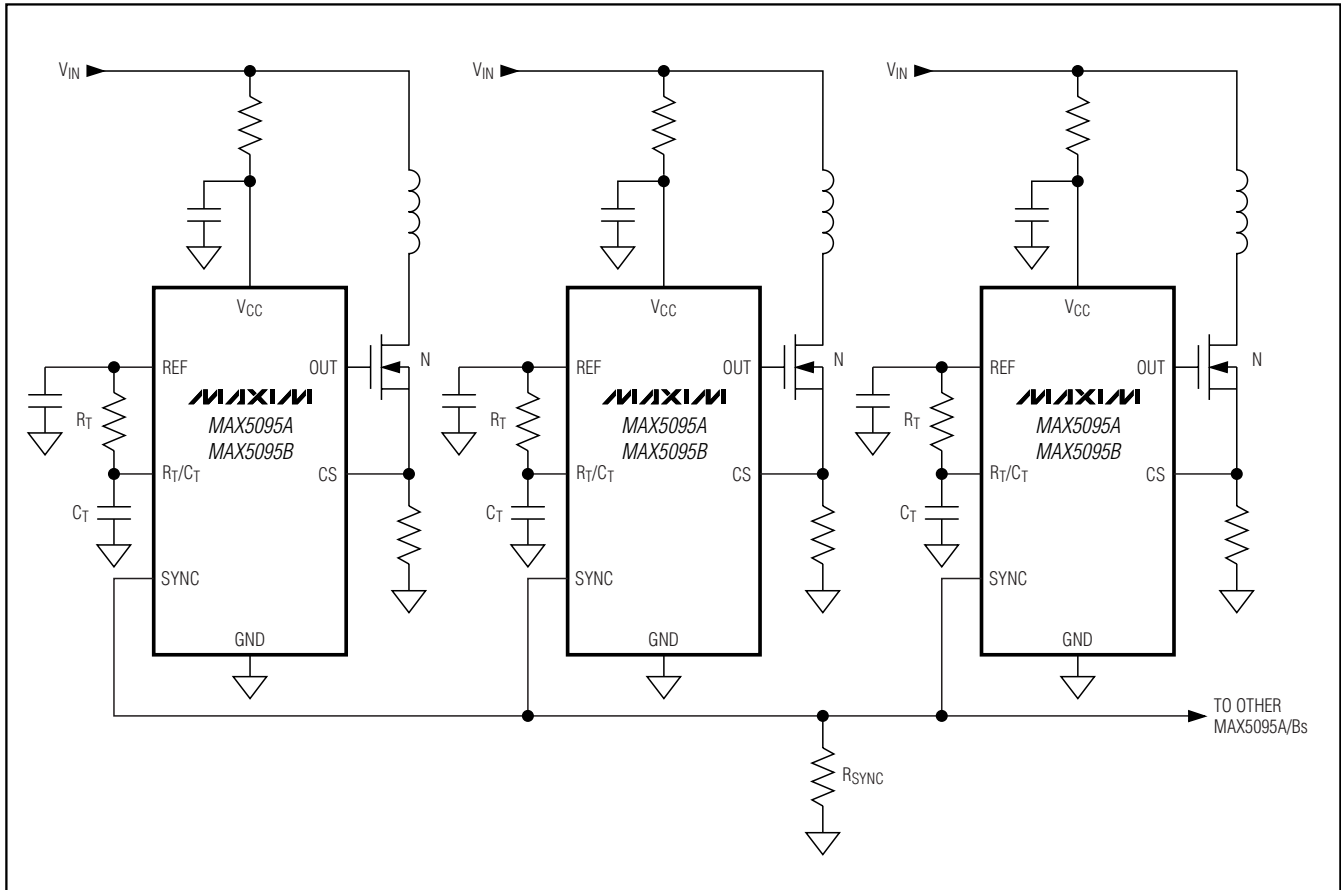 VIN
VCC
REF
OUT
N
MAXIM
RT
MAX5095A
MAX5095B
RT/CT
CS
CT
SYNC
GND
VIN
VCC
REF
OUT
N
MAXIM
RT
MAX5095A
MAX5095B
RT/CT
CS
CT
SYNC
GND
VIN
VCC
REF
OUT
N
MAXIM
RT
MAX5095A
MAX5095B
RT/CT
CS
CT
SYNC
GND
TO OTHER
MAX5095A/Bs
RSYNC